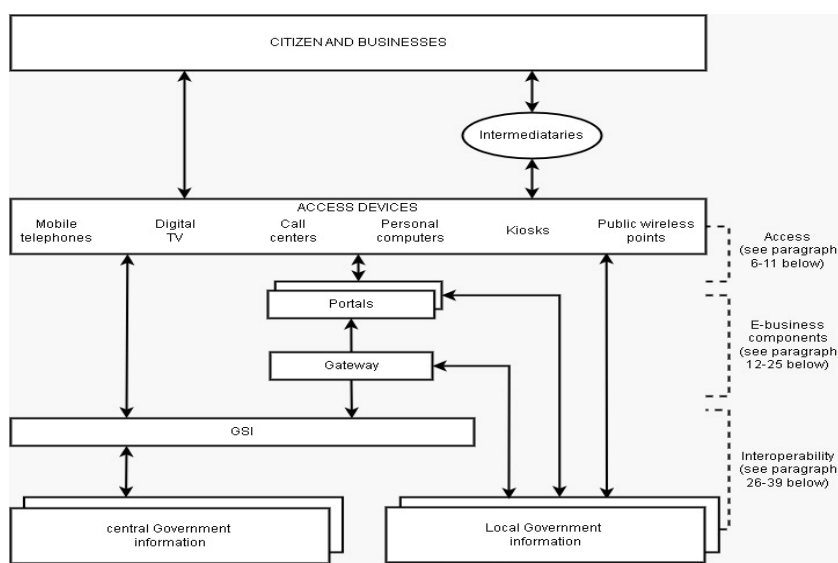 CITIZEN AND BUSINESSES
Intermediataries
ACCESS DEVICES
Mobile
telephones
Digital
TV
Call
centers
Personal
computers
Kiosks
Public wireless
points
Access
(see paragraph
6-11 below)
Portals
E-business
components
(see paragraph
12-25 below)
Gateway
GSI
Interoperability
(see paragraph
26-39 below)
central Government
information
Local Government
information